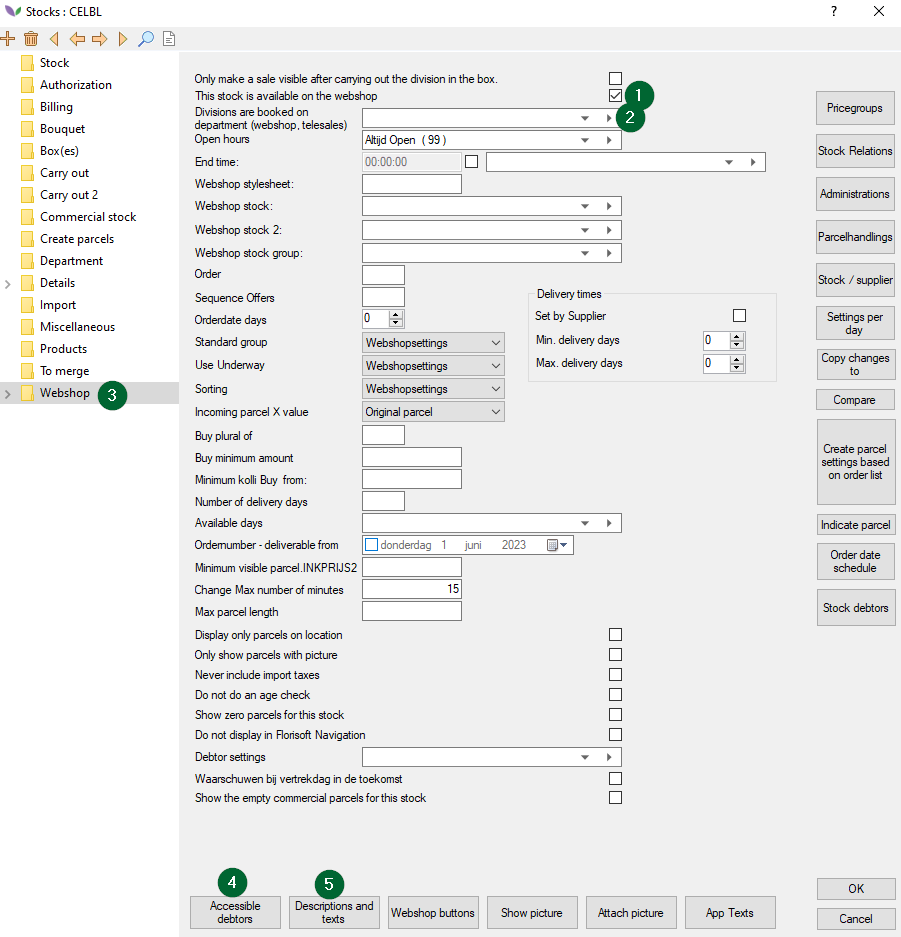 Stocks : CELBL
?
Stock
Authorization
Billing
Bouquet
Box(es)
Carry out
Carry out 2
Commercial stock
Create parcels
Department
Details
Import
Miscellaneous
Products
To merge
Webshop
3
Only make a sale visible after carrying out the division in the box.
This stock is available on the webshop
1
Divisions are booked on
department (webshop, telesales)
2
Open hours
Altijd Open ( 99 )
End time:
00:00:00
Webshop stylesheet:
Webshop stock:
Webshop stock 2:
Webshop stock group:
Order
Sequence Offers
Orderdate days
0
Standard group
Webshopsettings
Use Underway
Webshopsettings
Sorting
Webshopsettings
Incoming parcel X value
Original parcel
Delivery times
Set by Supplier
Min. delivery days
0
Max. delivery days
0
Buy plural of
Buy minimum amount
Minimum kolli Buy from:
Number of delivery days
Available days
Ordernumber - deliverable from
donderdag 1 juni 2023
Minimum visible parcel.INKPRIJS2
Change Max number of minutes
15
Max parcel length
Display only parcels on location
Only show parcels with picture
Never include import taxes
Do not do an age check
Show zero parcels for this stock
Do not display in Florisoft Navigation
Debtor settings
Waarschuwen bij vertrekdag in de toekomst
Show the empty commercial parcels for this stock
Pricegroups
Stock Relations
Administrations
Parcelhandlings
Stock / supplier
Settings per
day
Copy changes
to
Compare
Create parcel
settings based
on order list
Indicate parcel
Order date
schedule
Stock debtors
4
Accessible
debtors
5
Descriptions and
texts
Webshop buttons
Show picture
Attach picture
App Texts
OK
Cancel